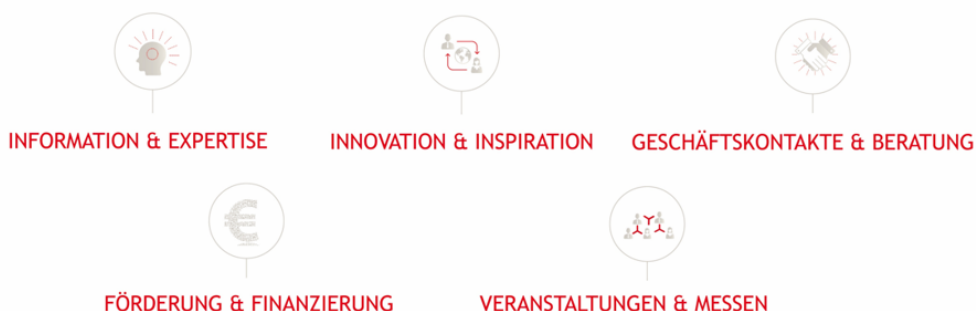 INFORMATION & EXPERTISE
INNOVATION & INSPIRATION
GESCHÄFTSKONTAKTE & BERATUNG
FÖRDERUNG & FINANZIERUNG
VERANSTALTUNGEN & MESSEN